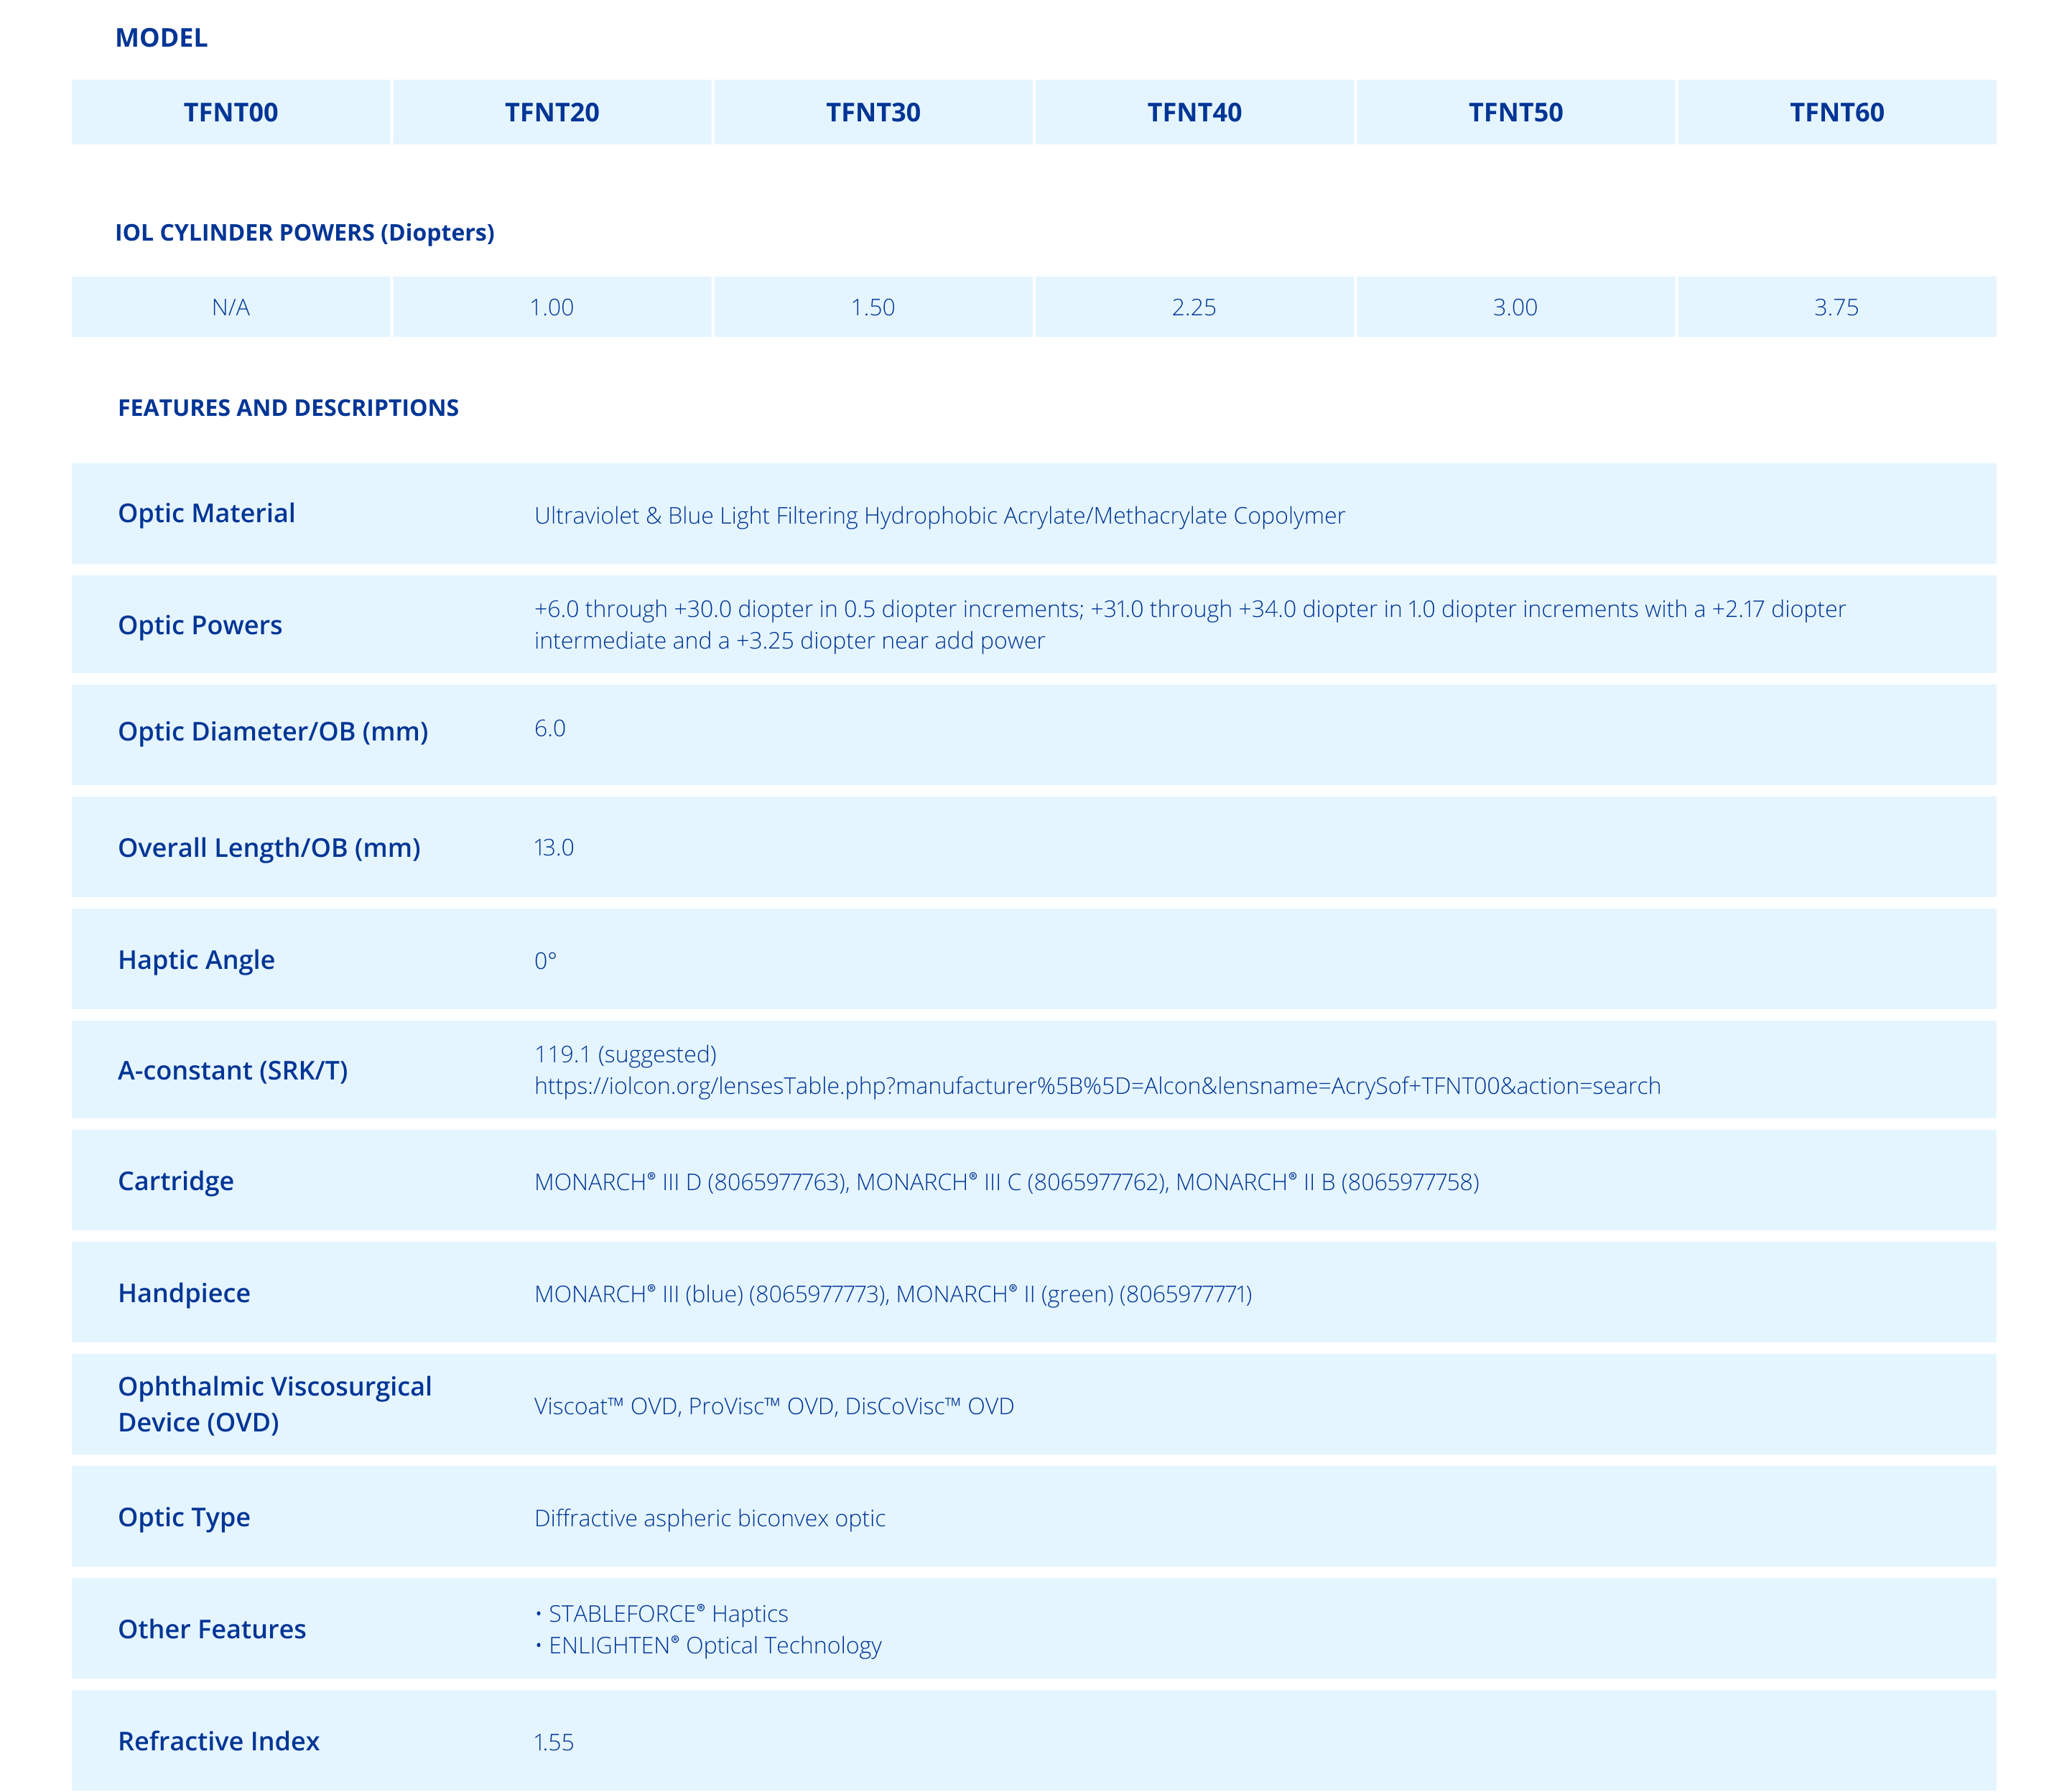 MODEL
TFNT00 TFNT20 TFNT30 TFNT40 TFNT50 TFNT60
IOL CYLINDER POWERS (Diopters)
N/A 1.00 1.50 2.25 3.00 3.75
FEATURES AND DESCRIPTIONS
Optic Material Ultraviolet & Blue Light Filtering Hydrophobic Acrylate/Methacrylate Copolymer
Optic Powers
+6.0 through +30.0 diopter in 0.5 diopter increments; +31.0 through +34.0 diopter in 1.0 diopter increments with a +2.17 diopter
intermediate and a +3.25 diopter near add power
Optic Diameter/OB (mm) 6.0
Overall Length/OB (mm) 13.0
Haptic Angle 0°
A-constant (SRK/T)
119.1 (suggested)
https://iolcon.org/lensesTable.php?manufacturer%5B%5D=Alcon&lensname=AcrySof+TFNT00&action=search
Cartridge MONARCH® III D (8065977763), MONARCH® III C (8065977762), MONARCH® II B (8065977758)
Handpiece MONARCH® III (blue) (8065977773), MONARCH® II (green) (8065977771)
Ophthalmic Viscosurgical
Device (OVD)
Viscoat™ OVD, ProVisc™ OVD, DisCoVisc™ OVD
Optic Type Diffractive aspheric biconvex optic
Other Features
• STABLEFORCE® Haptics
• ENLIGHTEN® Optical Technology
Refractive Index 1.55